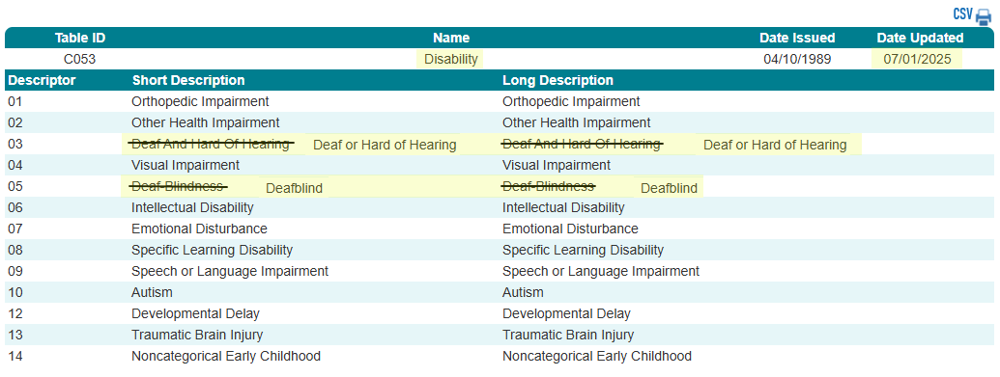 CSV
Table ID Name Date Issued Date Updated
C053 Disability 04/10/1989 07/01/2025
Descriptor Short Description Long Description
01 Orthopedic Impairment Orthopedic Impairment
02 Other Health Impairment Other Health Impairment
03 Deaf And Hard Of Hearing Deaf or Hard of Hearing Deaf And Hard Of Hearing Deaf or Hard of Hearing
04 Visual Impairment Visual Impairment
05 Deaf-Blindness Deafblind Deaf-Blindness Deafblind
06 Intellectual Disability Intellectual Disability
07 Emotional Disturbance Emotional Disturbance
08 Specific Learning Disability Specific Learning Disability
09 Speech or Language Impairment Speech or Language Impairment
10 Autism Autism
12 Developmental Delay Developmental Delay
13 Traumatic Brain Injury Traumatic Brain Injury
14 Noncategorical Early Childhood Noncategorical Early Childhood